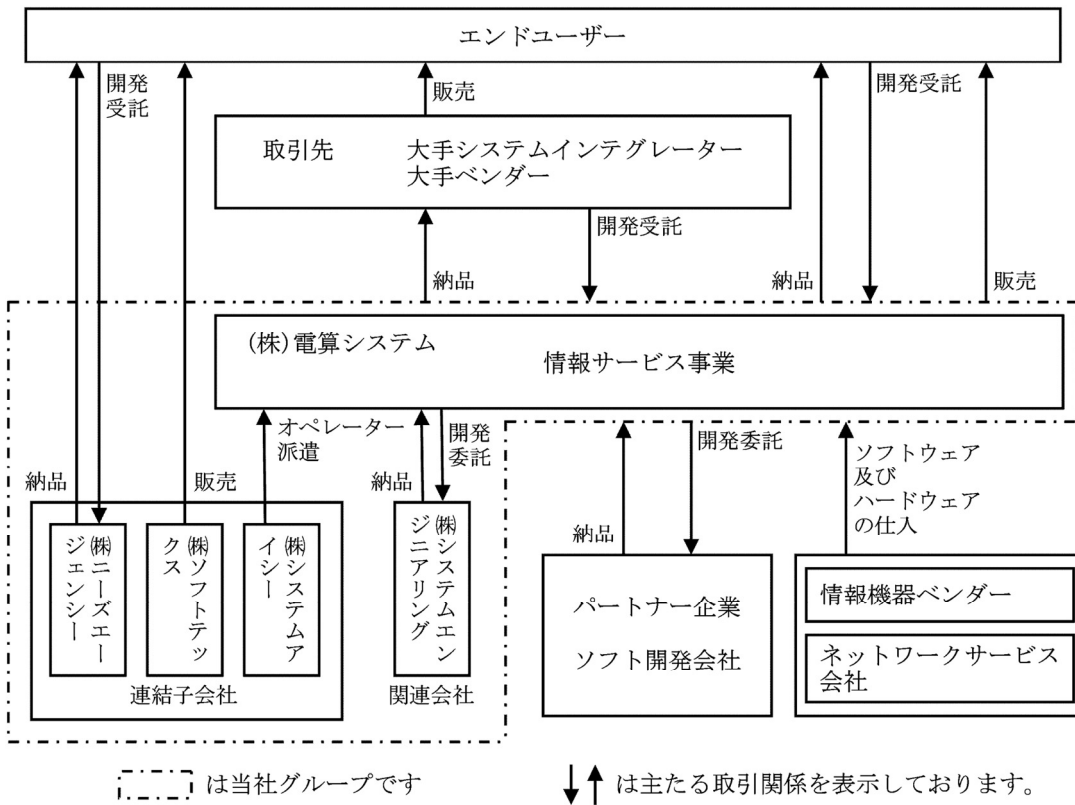 エンドユーザー
開発
受託
販売
開発受託
取引先 大手システムインテグレーター
大手ベンダー
開発受託
納品
納品
販売
(株)電算システム
情報サービス事業
オペレーター
派遣
開発
委託
開発委託
ソフトウェア
及び
ハードウェア
の仕入
納品
販売
納品
納品
㈱ニーズエー
ジェンシー
㈱ソフトテッ
クス
㈱システムア
イシー
㈱システムエン
ジニアリング
連結子会社
関連会社
パートナー企業
ソフト開発会社
情報機器ベンダー
ネットワークサービス
会社
は当社グループです
は主たる取引関係を表示しております。